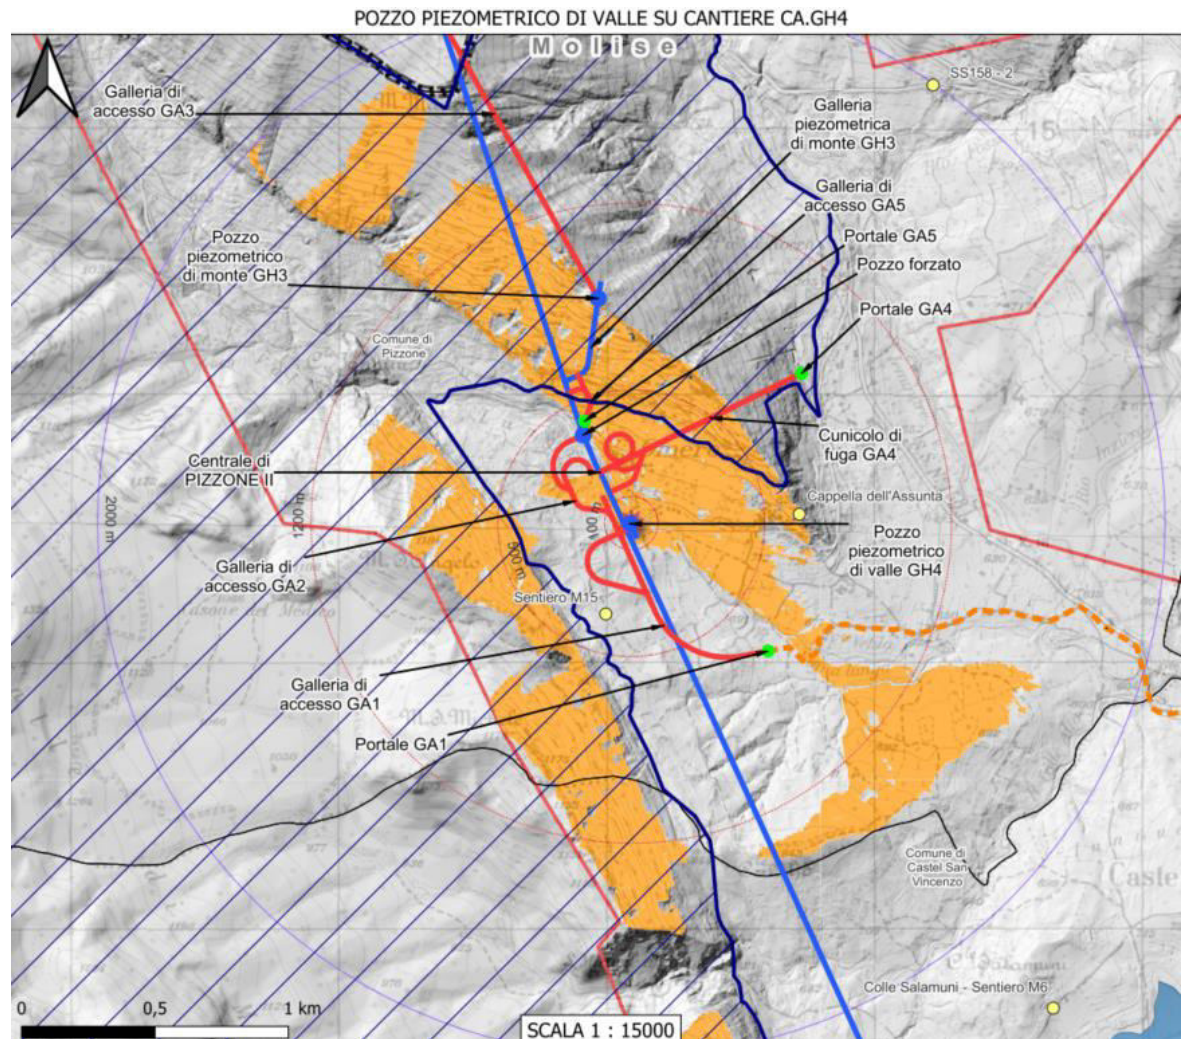 POZZO PIEZOMETRICO DI VALLE SU CANTIERE CA.GH4
Molise
SS158 - 2
Galleria di
accesso GA3
Galleria
piezometrica
di monte GH3
15
Galleria di
accesso GA5
Pozzo
piezometrico
di monte GH3
Portale GA5
Pozzo forzato
Portale GA4
Comune di
Pizzone
Cunicolo di
fuga GA4
Centrale di
PIZZONE II
Cappella dell'Assunta
2000 m
1200 m
800 m
Pozzo
piezometrico
di valle GH4
Galleria di
accesso GA2
Sentiero M15
Galleria di
accesso GA1
Portale GA1
Comune di
Castel San
Vincenzo
Caste
Colle Salamuni - Sentiero M6
0 0,5 1 km
SCALA 1 : 15000